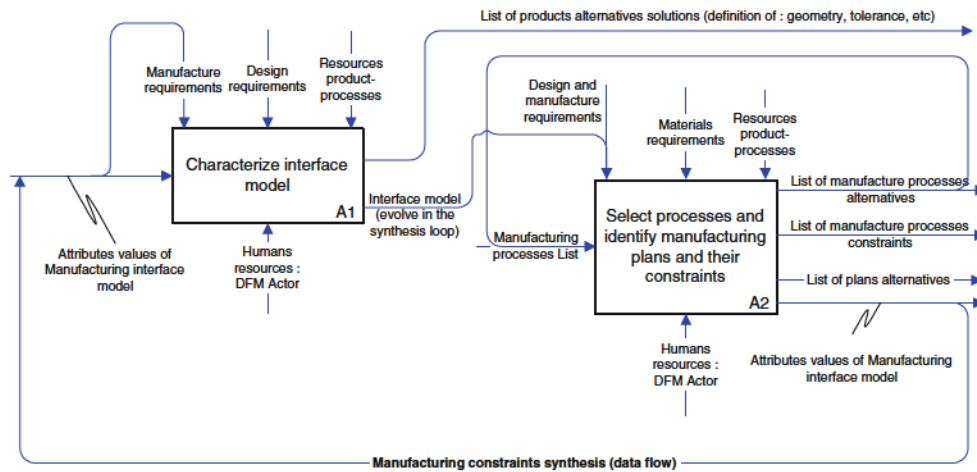 List of products alternatives solutions (definition of : geometry, tolerance, etc)
Manufacture
requirements
Design
requirements
Resources
product-
processes
Characterize interface
model
A1
Attributes values of
Manufacturing interface
model
Humans
resources :
DFM Actor
Interface model
(evolve in the
synthesis loop)
Design and
manufacture
requirements
Materials
requirements
Resources
product-
processes
Manufacturing
processes List
Select processes and
identify manufacturing
plans and their
constraints
A2
List of manufacture processes
alternatives
List of manufacture processes
constraints
List of plans alternatives
Humans
resources :
DFM Actor
Attributes values of Manufacturing
interface model
Manufacturing constraints synthesis (data flow)